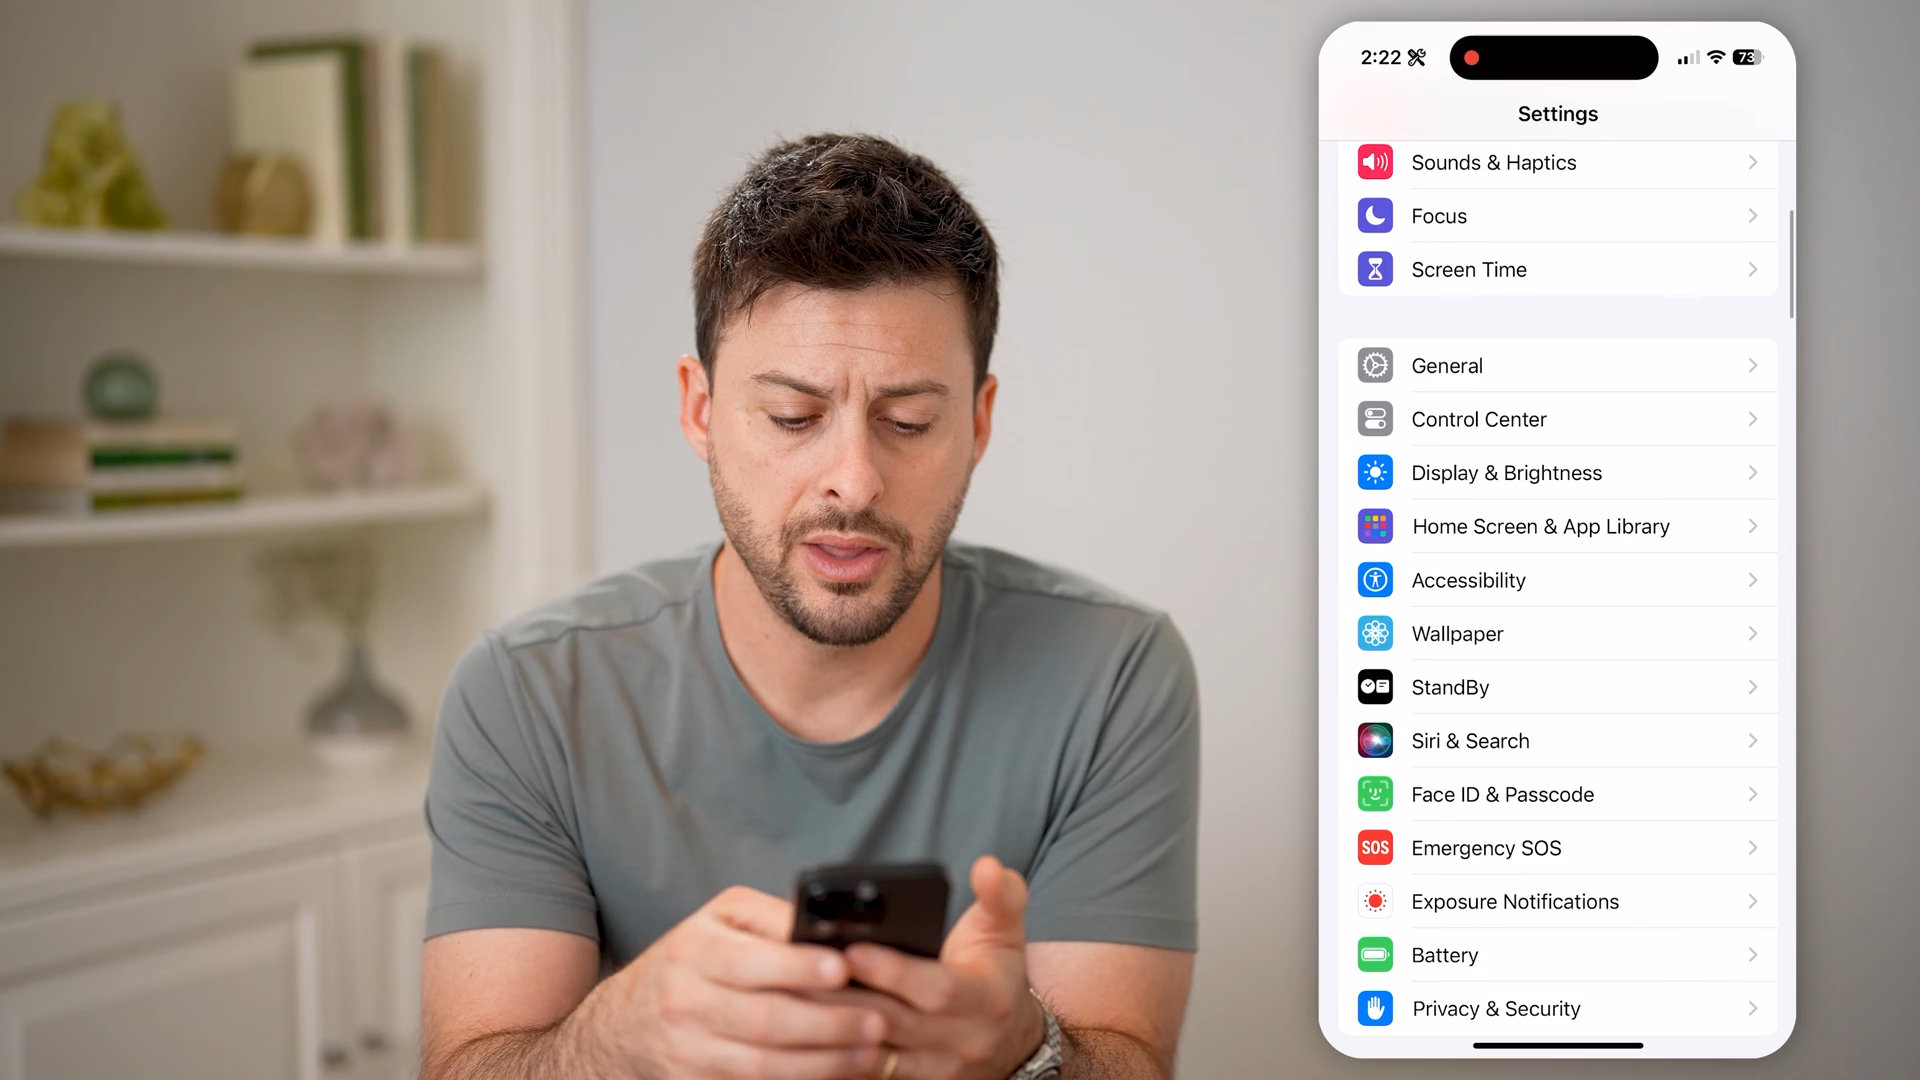 2:22
73
Settings
Sounds & Haptics
Focus
Screen Time
General
Control Center
Display & Brightness
Home Screen & App Library
Accessibility
Wallpaper
StandBy
Siri & Search
Face ID & Passcode
SOS Emergency SOS
Exposure Notifications
Battery
Privacy & Security